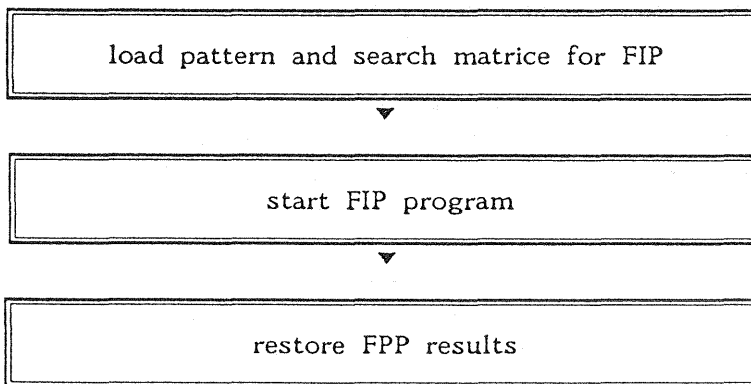 load pattern and search matrice for FIP
start FIP program
restore FPP results